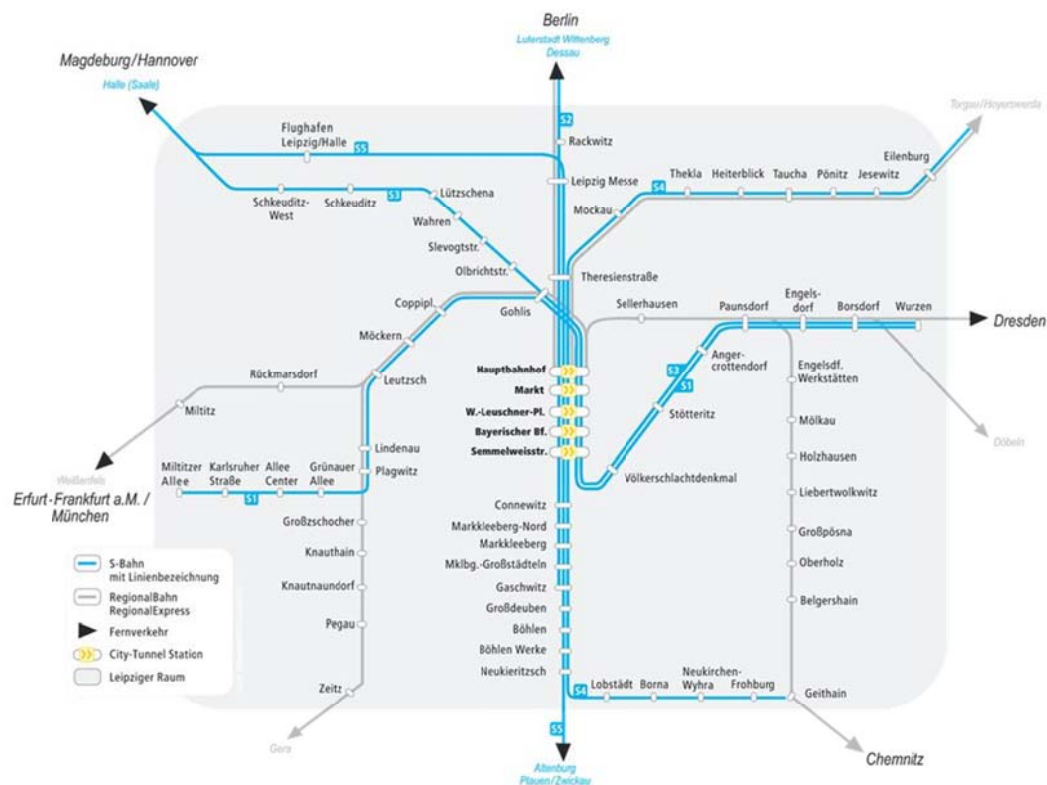 Berlin
Luterstadt Wittenberg
Dessau
Magdeburg/Hannover
Halle (Saale)
Torgau/Hoyerswerda
S2
Rackwitz
Flughafen
Leipzig/Halle
S5
Leipzig Messe
Eilenburg
Thekla
Heiterblick
Taucha
Pönitz
Jesewitz
S4
Mockau
Schkeuditz-
West
Schkeuditz
S3
Lützschena
Wahren
Slevogtstr.
Olbrichtstr.
Theresienstraße
Coppipl.
Gohlis
Möckern
Leutzsch
Rückmarsdorf
Miltitz
Sellerhausen
Paunsdorf
Engels-
dorf
Borsdorf
Wurzen
Dresden
Hauptbahnhof
Markt
W.-Leuschner-Pl.
Bayerischer Bf.
Semmelweisstr.
S3
S1
Anger-
crottendorf
Stötteritz
Völkerschlachtdenkmal
Engelsdf.
Werkstätten
Mölkau
Holzhausen
Liebertwolkwitz
Großpösna
Oberholz
Belgershain
Döbeln
Weißenfels
Erfurt-Frankfurt a.M. /
München
Miltitzer
Allee
Karlsruher
Straße
Allee
Center
Grünauer
Allee
S1
Lindenau
Plagwitz
Großzschocher
Knauthain
Knautnaundorf
Pegau
Zeitz
Gera
Connewitz
Markkleeberg-Nord
Markkleeberg
Mklbg.-Großstädteln
Gaschwitz
Großdeuben
Böhlen
Böhlen Werke
Neukieritzsch
S4
Lobstädt
Borna
Neukirchen-
Wyhra
Frohburg
Geithain
Chemnitz
S5
Altenburg
Plauen/Zwickau
S-Bahn
mit Linienbezeichnung
RegionalBahn
RegionalExpress
Fernverkehr
City-Tunnel Station
Leipziger Raum